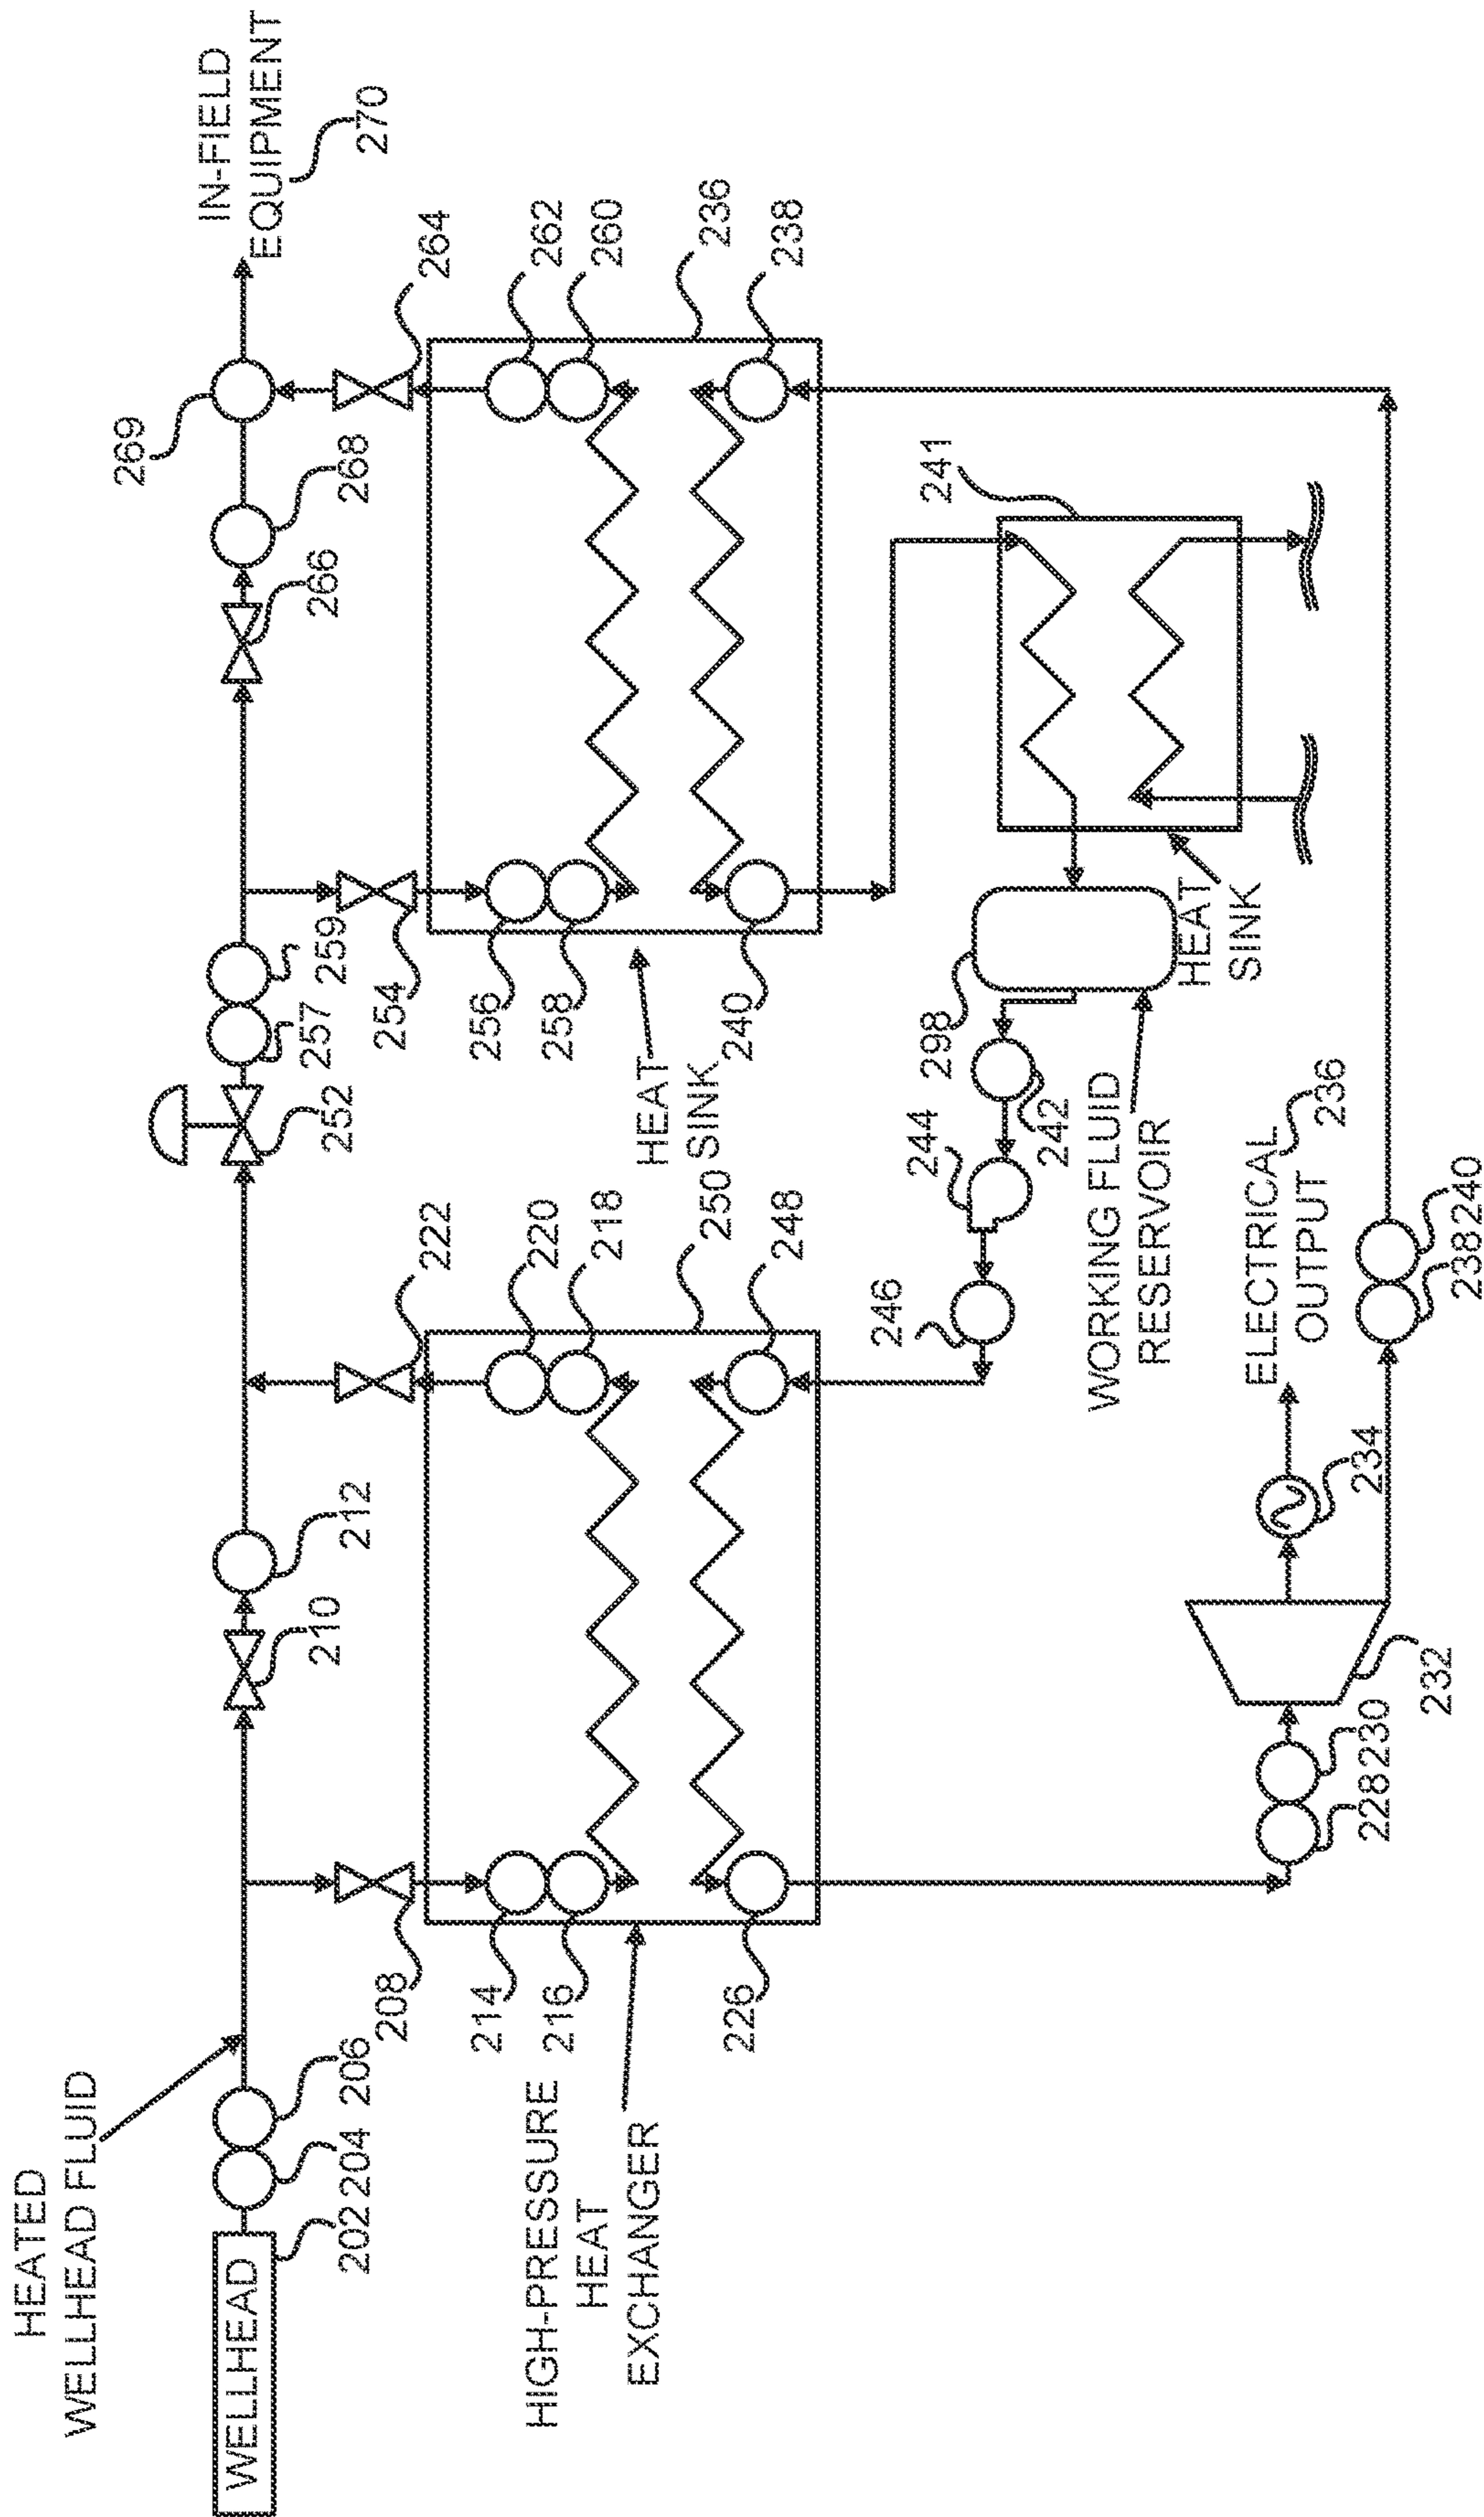 HEATED
WELLHEAD FLUID
WELLHEAD
202
204
206
208
210
212
214
216
226
HIGH-PRESSURE
HEAT
EXCHANGER
222
220
218
250
248
252
257
259
254
256
258
240
HEAT
SINK
266
268
269
IN-FIELD
EQUIPMENT
270
264
262
260
236
238
241
HEAT
SINK
298
242
244
246
WORKING FLUID
RESERVOIR
228
230
232
234
ELECTRICAL
OUTPUT
236
238
240